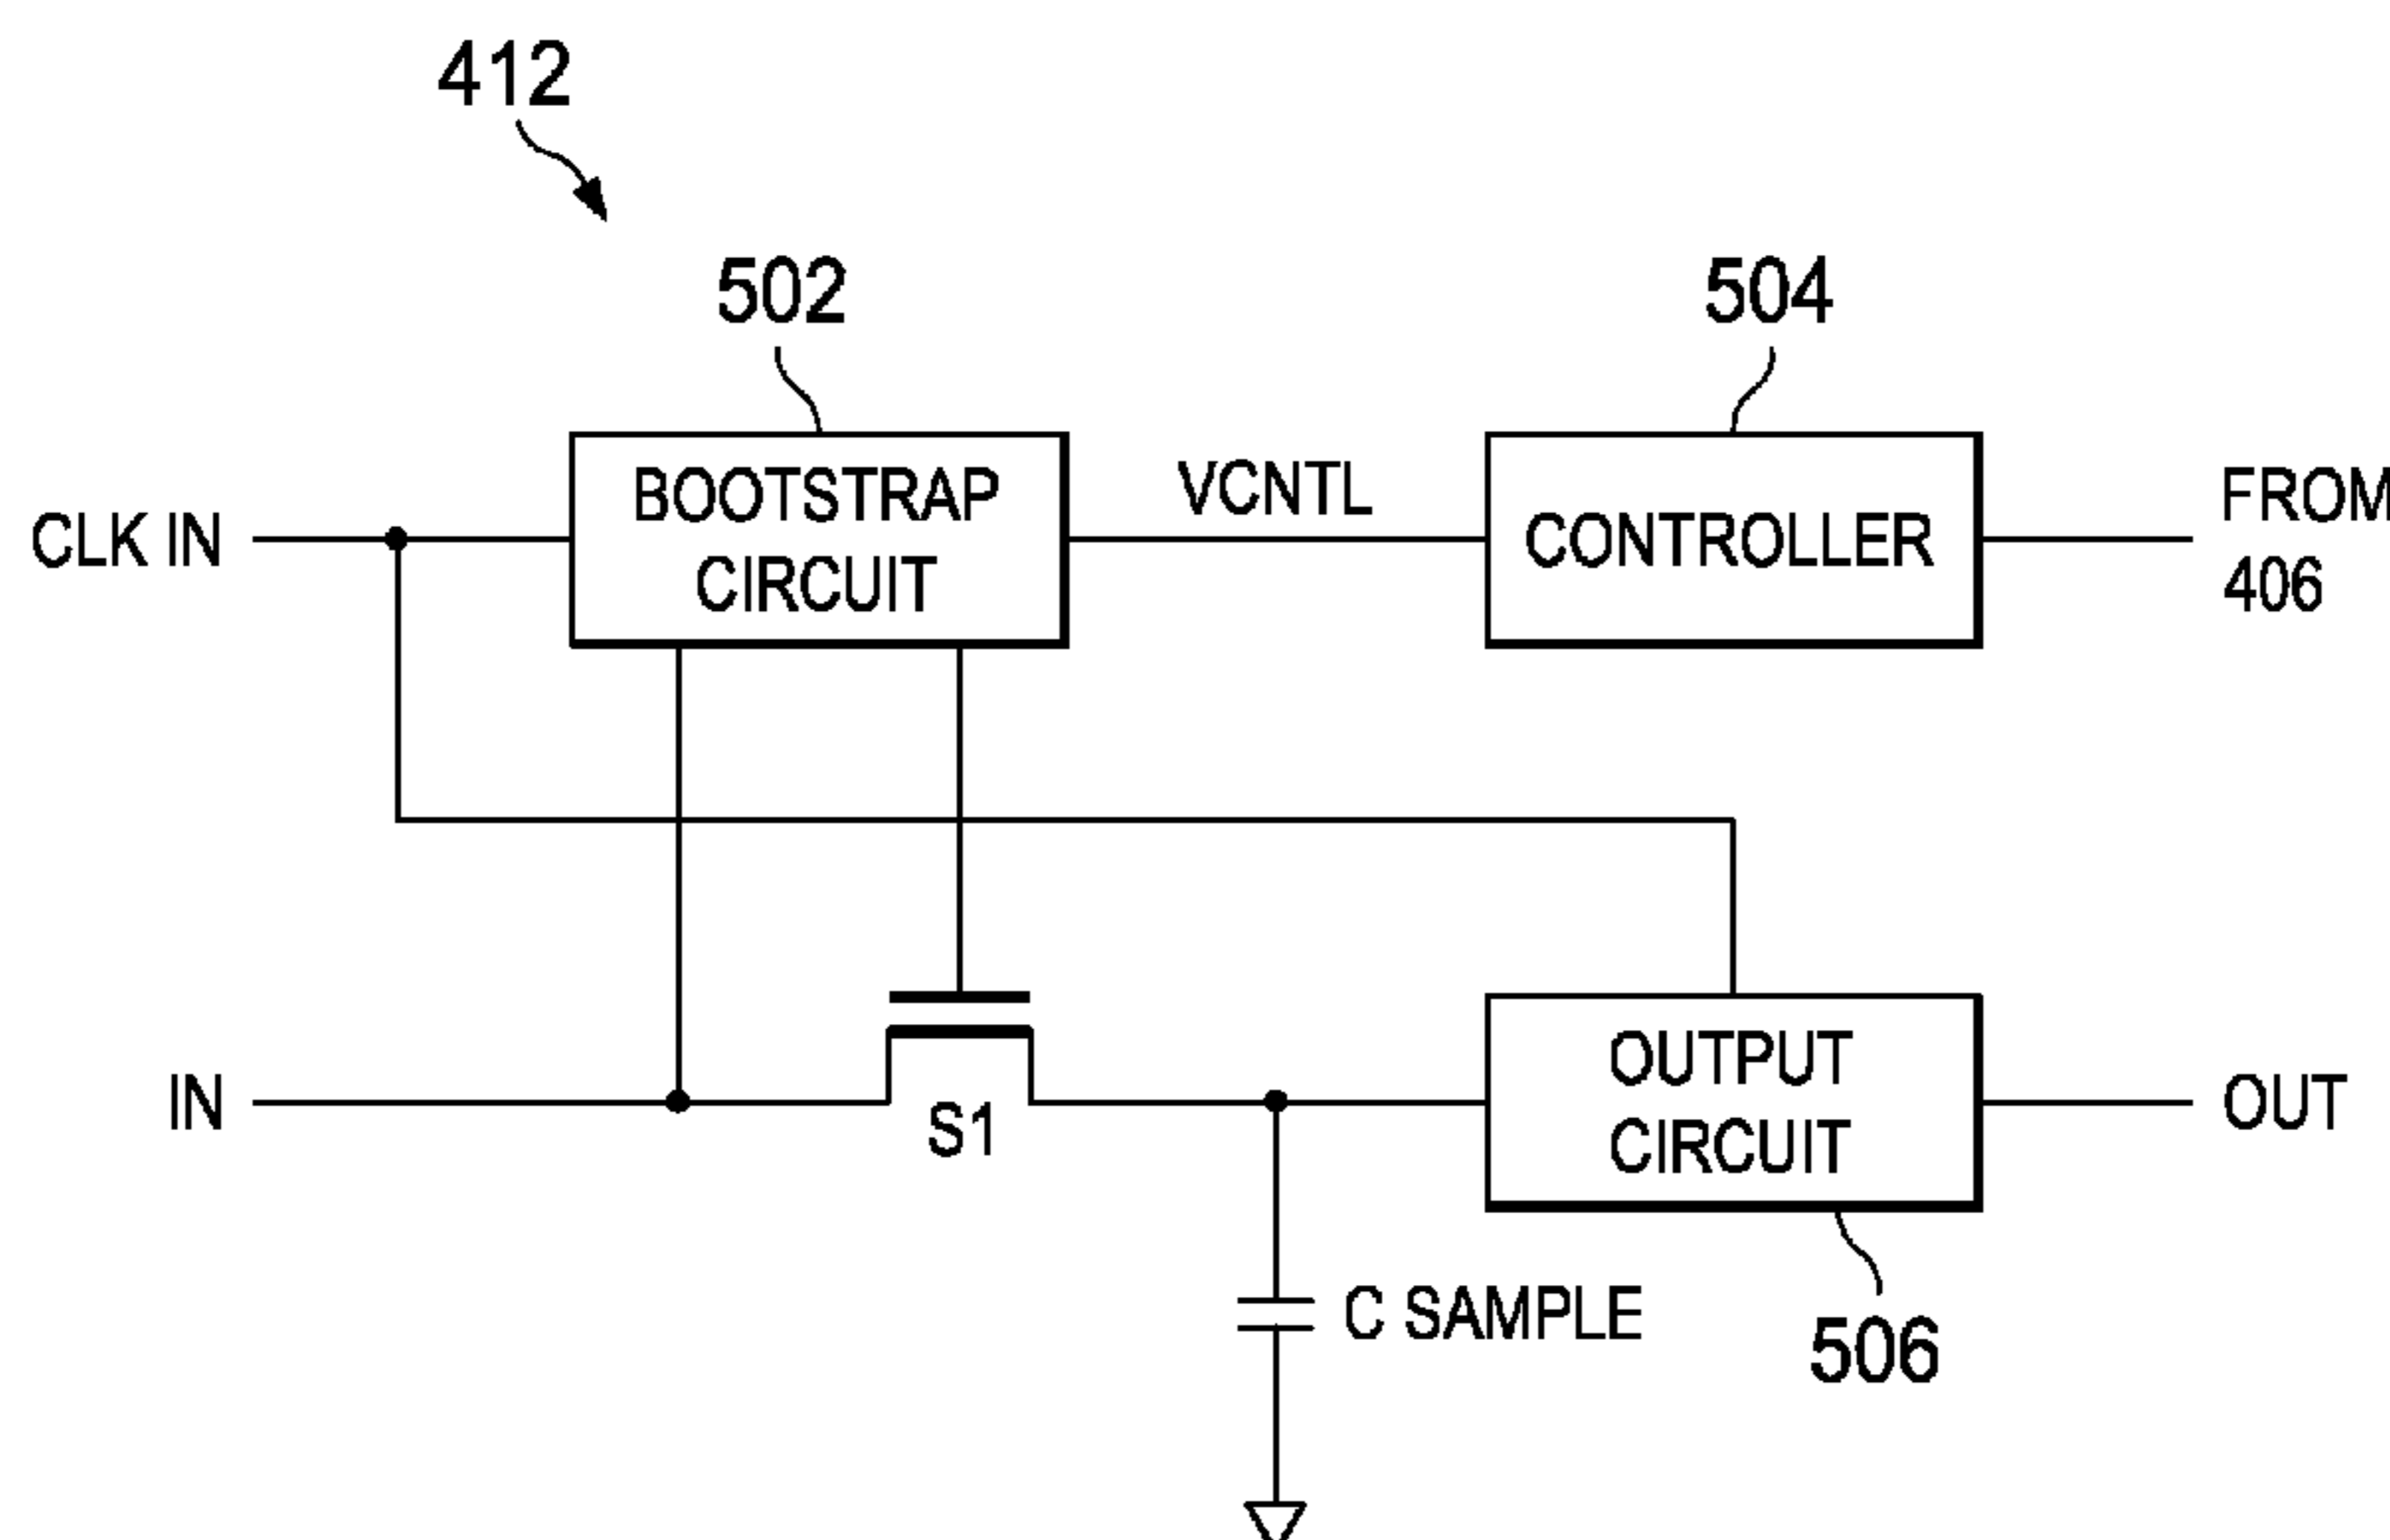 412
502
504
BOOTSTRAP
CIRCUIT
VCNTL
CONTROLLER
CLK IN
FROM
406
IN
S1
OUTPUT
CIRCUIT
OUT
C SAMPLE
506